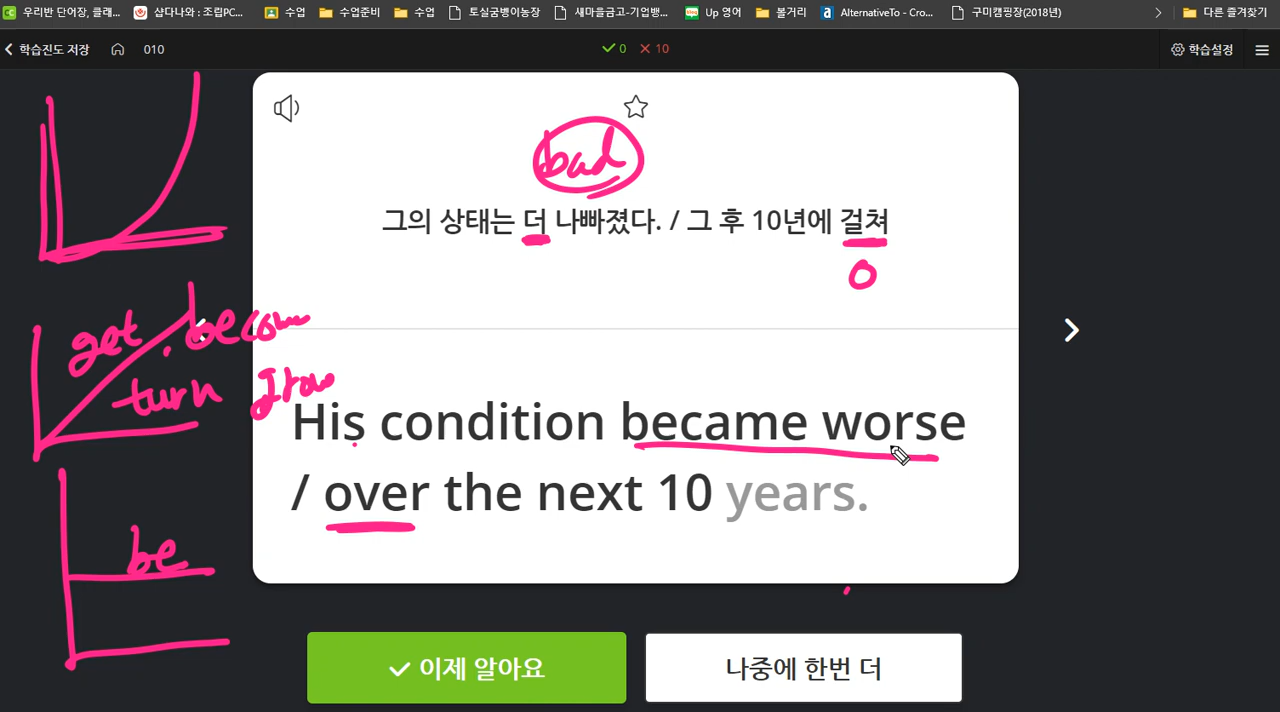 우리반 단어장, 클래... 샵다나와 : 조립PC... 수업 수업준비 수업 토실궁뱅이농장 새마을금고-기업뱅... Up 영어 볼거리 AlternativeTo - Cro... 구미캠핑장(2018년) 다른 즐겨찾기
학습진도 저장 010 0 10 학습설정
bad
그의 상태는 더 나빠졌다. / 그 후 10년에 걸쳐
get, become
turn grow
His condition became worse
/ over the next 10 years.
be
이제 알아요 나중에 한번 더